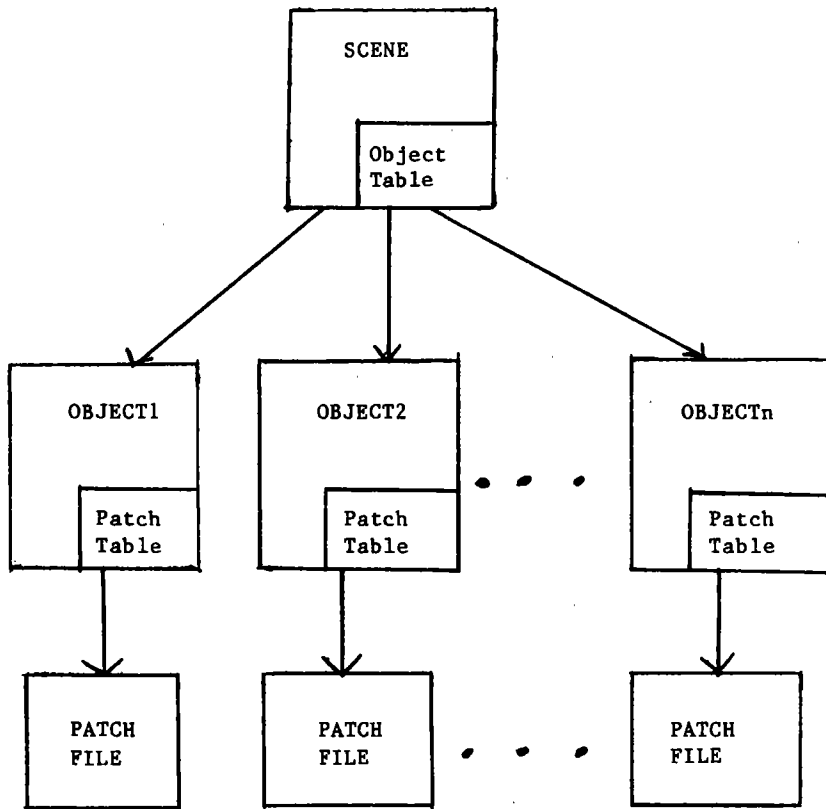 SCENE
Object
Table
OBJECT1
OBJECT2
OBJECTn
Patch
Table
Patch
Table
Patch
Table
PATCH
FILE
PATCH
FILE
PATCH
FILE